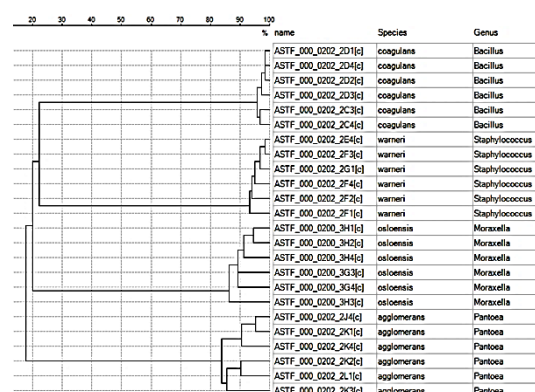 20 30 40 50 60 70 80 90 100
% name Species Genus
ASTF_000_0202_2D1[c] coagulans Bacillus
ASTF_000_0202_2D4[c] coagulans Bacillus
ASTF_000_0202_2D2[c] coagulans Bacillus
ASTF_000_0202_2D3[c] coagulans Bacillus
ASTF_000_0202_2C3[c] coagulans Bacillus
ASTF_000_0202_2C4[c] coagulans Bacillus
ASTF_000_0202_2E4[c] warneri Staphylococcus
ASTF_000_0202_2F3[c] warneri Staphylococcus
ASTF_000_0202_2G1[c] warneri Staphylococcus
ASTF_000_0202_2F4[c] warneri Staphylococcus
ASTF_000_0202_2F2[c] warneri Staphylococcus
ASTF_000_0202_2F1[c] warneri Staphylococcus
ASTF_000_0200_3H1[c] osloensis Moraxella
ASTF_000_0200_3H2[c] osloensis Moraxella
ASTF_000_0200_3H4[c] osloensis Moraxella
ASTF_000_0200_3G3[c] osloensis Moraxella
ASTF_000_0200_3G4[c] osloensis Moraxella
ASTF_000_0200_3H3[c] osloensis Moraxella
ASTF_000_0202_2J4[c] agglomerans Pantoea
ASTF_000_0202_2K1[c] agglomerans Pantoea
ASTF_000_0202_2K4[c] agglomerans Pantoea
ASTF_000_0202_2K2[c] agglomerans Pantoea
ASTF_000_0202_2L1[c] agglomerans Pantoea
ASTF_000_0202_2K3[c] agglomerans Pantoea